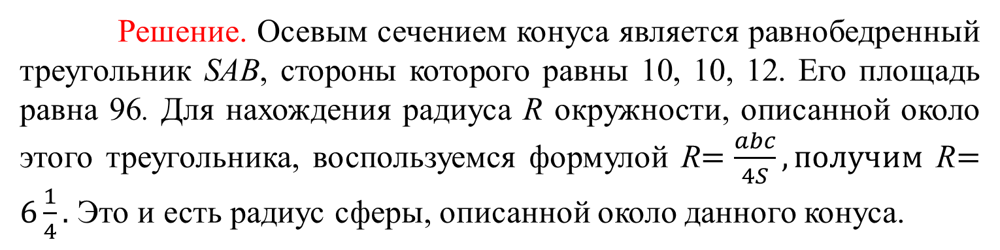 Решение. Осевым сечением конуса является равнобедренный
треугольник SAB, стороны которого равны 10, 10, 12. Его площадь
равна 96. Для нахождения радиуса R окружности, описанной около
этого треугольника, воспользуемся формулой R= \frac{abc}{4S}, получим R=
6\frac{1}{4}. Это и есть радиус сферы, описанной около данного конуса.